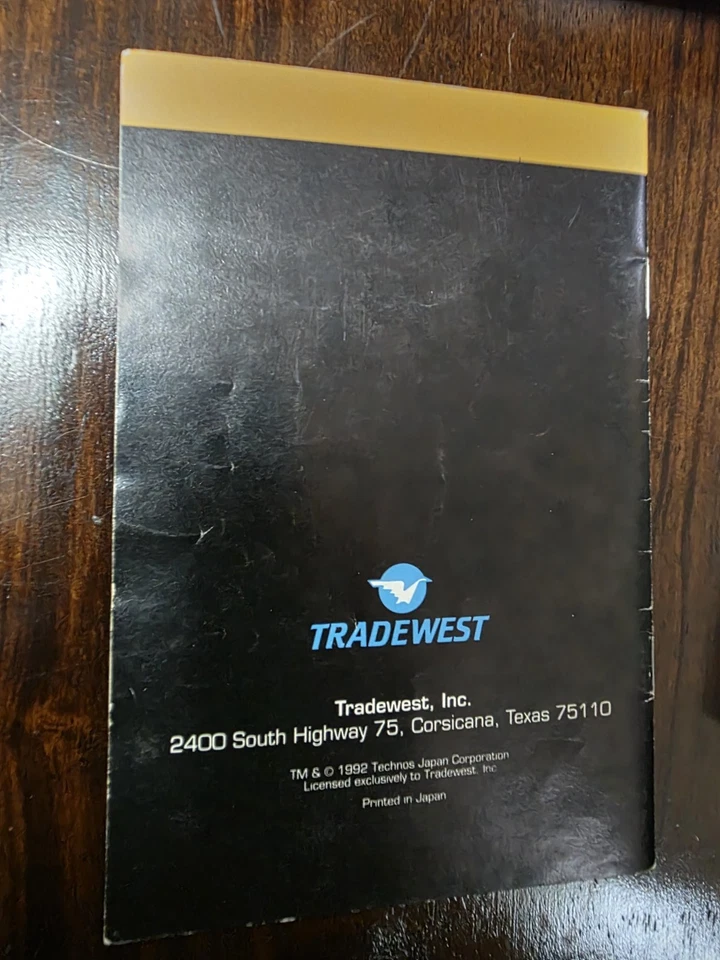 TRADEWEST
Tradewest, Inc.
2400 South Highway 75, Corsicana, Texas 75110
TM & © 1992 Technos Japan Corporation
Licensed exclusively to Tradewest, Inc
Printed in Japan